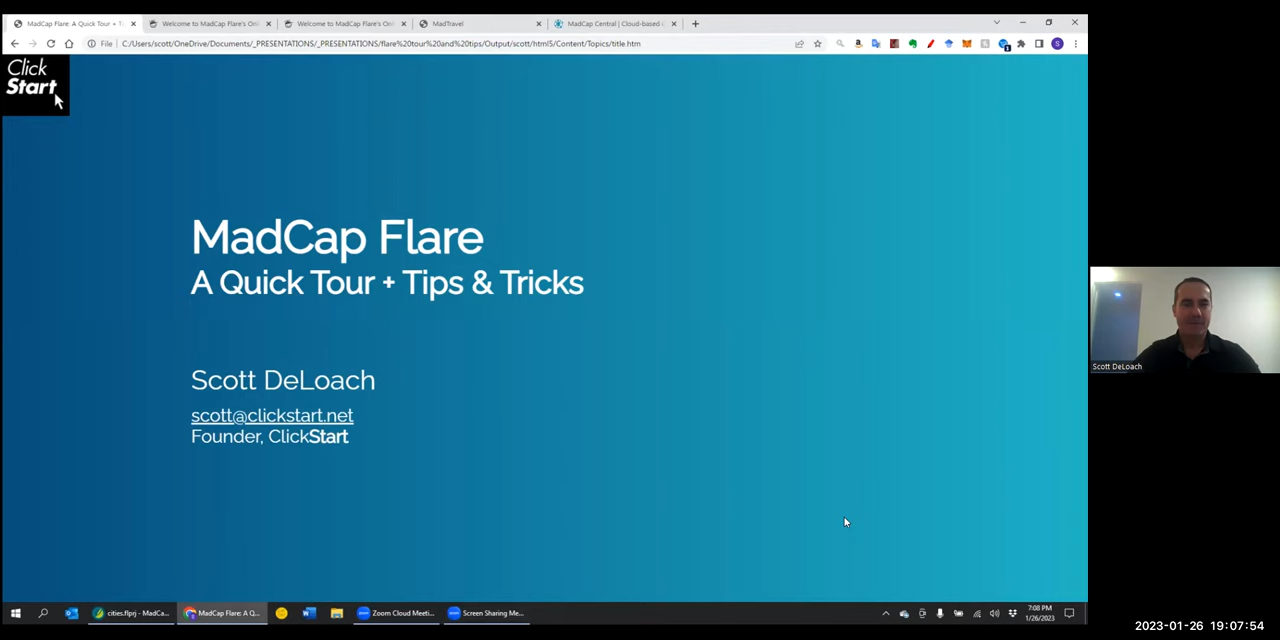 MadCap Flare: A Quick Tour + T
Welcome to MadCap Flare's Onli
Welcome to MadCap Flare's Onli
MadTravel
MadCap Central | Cloud-based C
File
C:/Users/scott/OneDrive/Documents/_PRESENTATIONS/_PRESENTATIONS/flare%20tour%20and%20tips/Output/scott/html5/Content/Topics/title.htm
S
Click
Start
MadCap Flare
A Quick Tour + Tips & Tricks
Scott DeLoach
scott@clickstart.net
Founder, ClickStart
Scott DeLoach
cities.flprj - MadCa...
MadCap Flare: A Q...
Zoom Cloud Meeti...
Screen Sharing Me...
7:08 PM
1/26/2023
2023-01-26 19:07:54